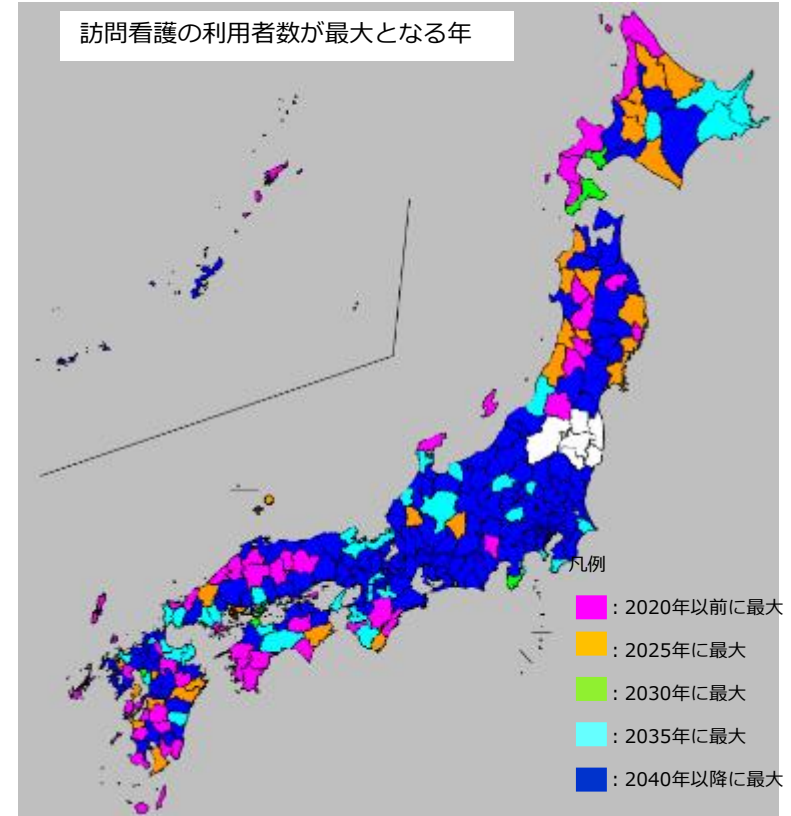 訪問看護の利用者数が最大となる年
凡例
：2020年以前に最大
：2025年に最大
：2030年に最大
：2035年に最大
：2040年以降に最大